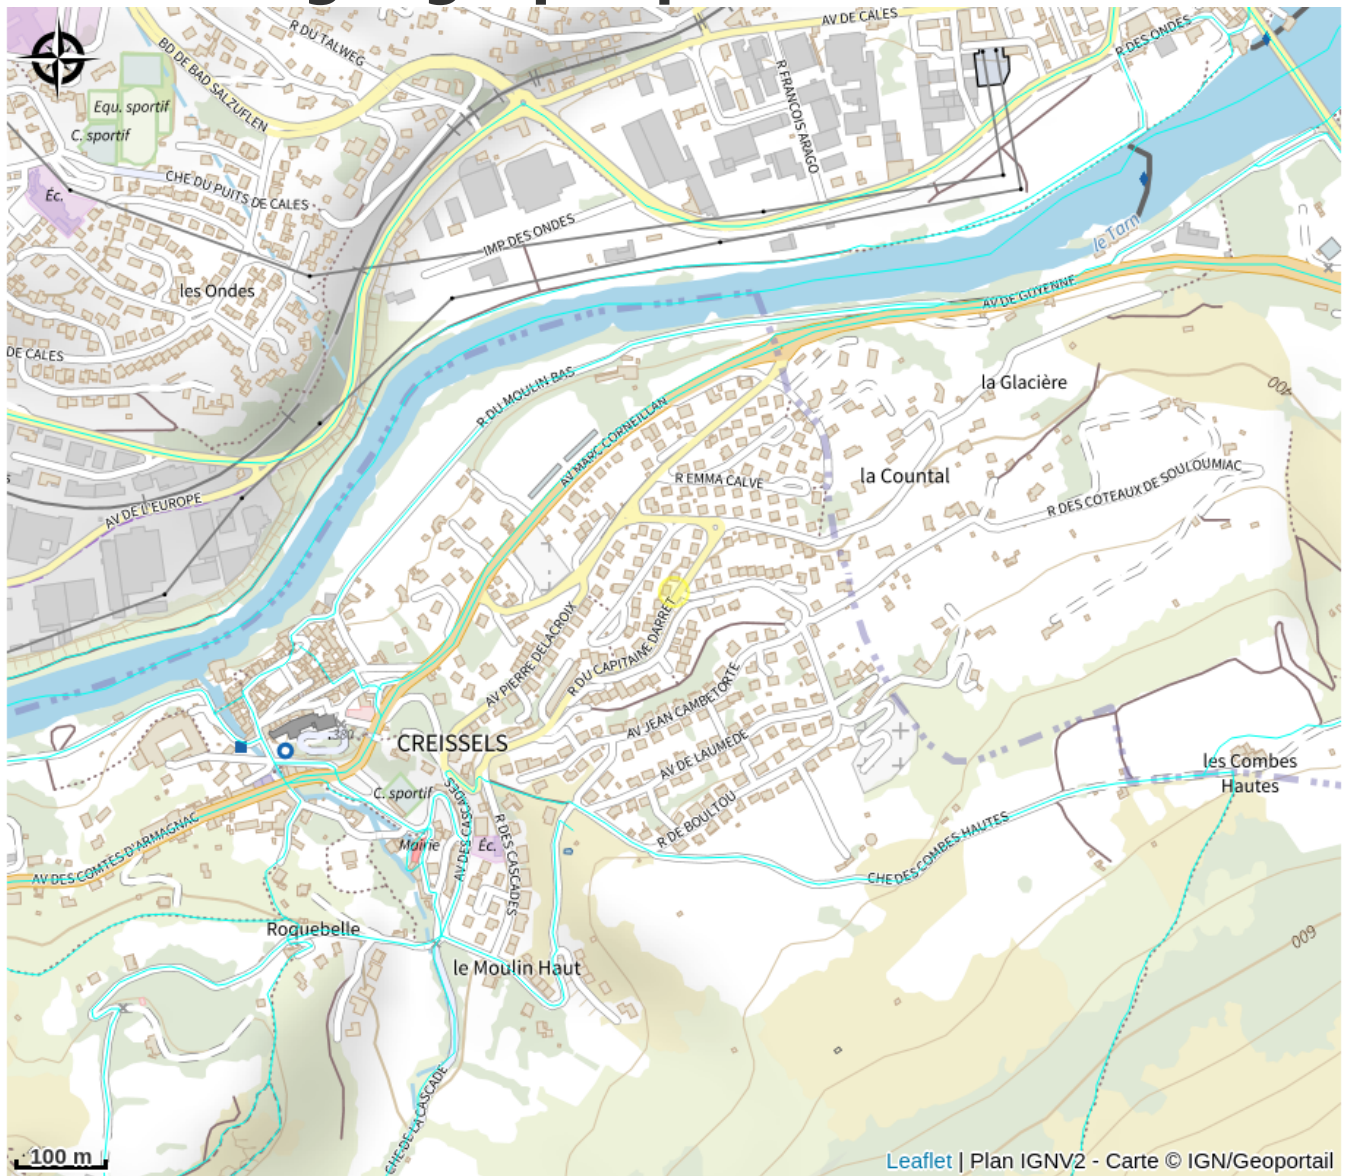 AV DE CALES
R DU TALWEG
R DES ONDES
BD DE BAD SALZUFLEN
R FRANCOIS ARAGO
Equ. sportif
C. sportif
CHE DU PUITS DE CALES
Éc.
IMP DES ONDES
le Tarn
les Ondes
AV DE GUYENNE
DE CALES
R DU MOULIN BAS
la Glacière
400
AV MARC CORNEILLAN
R EMMA CALVE
la Countal
R DES COTEAUX DE SOULOUMIAC
AV DE L'EUROPE
AV PIERRE DELACROIX
R DU CAPITAINE DARRET
AV JEAN CAMBETORTE
CREISSELS
380
AV DE LAUMEDE
les Combes
Hautes
C. sportif
AV DES CASCADES
R DES CASCADES
R DE BOULTOU
Mairie
Éc.
CHE DES COMBES HAUTES
AV DES COMTES D'ARMAGNAC
Roquebelle
600
le Moulin Haut
CHE DE LA CASCADE
100 m
Leaflet | Plan IGNV2 - Carte © IGN/Geoportail